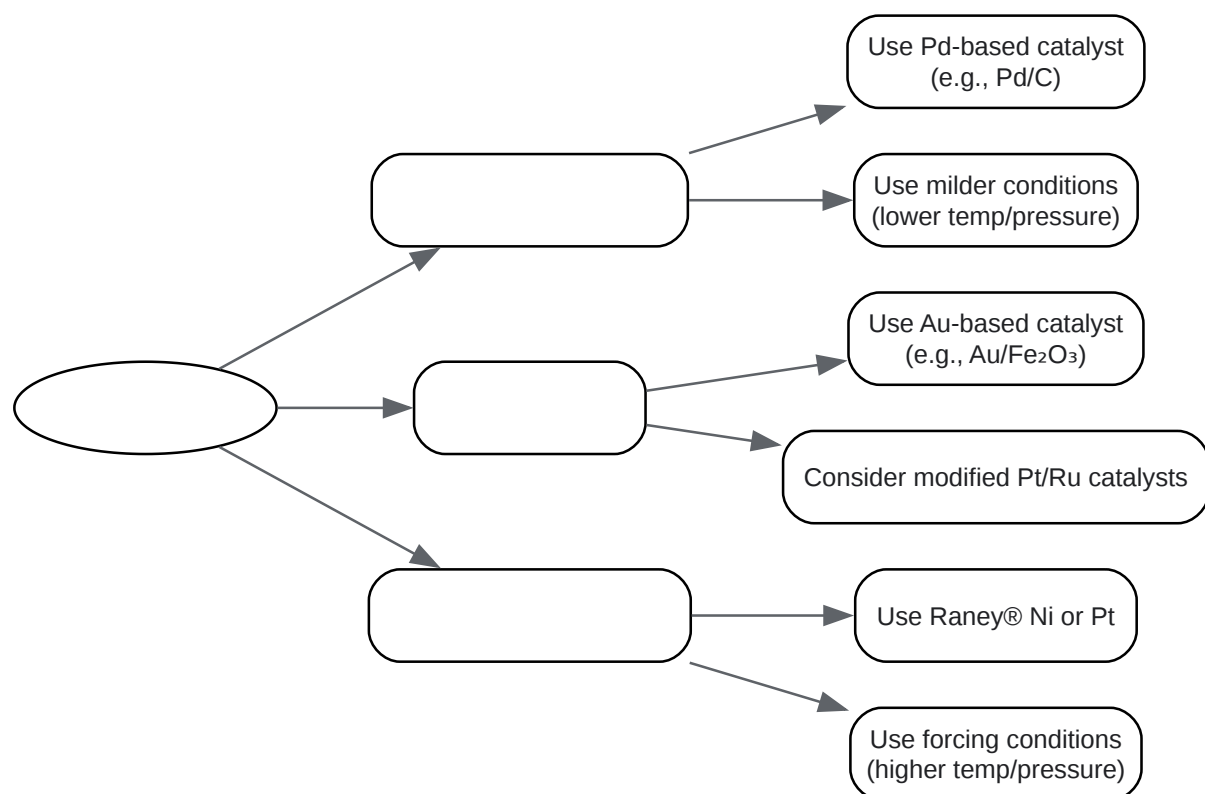 Use Pd-based catalyst
(e.g., Pd/C)
Use milder conditions
(lower temp/pressure)
Use Au-based catalyst
(e.g., Au/Fe₂O₃)
Consider modified Pt/Ru catalysts
Use Raney® Ni or Pt
Use forcing conditions
(higher temp/pressure)